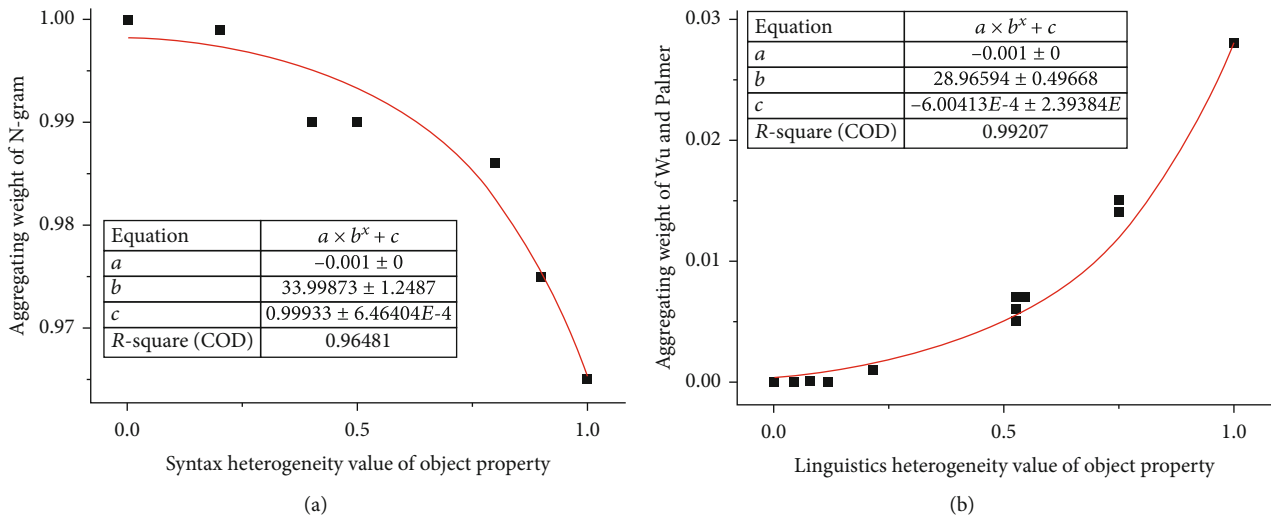 1.00
0.99
0.98
0.97
Aggregating weight of N-gram
Equation a × b^x + c
a –0.001 ± 0
b 33.99873 ± 1.2487
c 0.99933 ± 6.46404E-4
R-square (COD) 0.96481
0.0 0.5 1.0
Syntax heterogeneity value of object property
(a)
0.03
0.02
0.01
0.00
Aggregating weight of Wu and Palmer
Equation a × b^x + c
a –0.001 ± 0
b 28.96594 ± 0.49668
c –6.00413E-4 ± 2.39384E
R-square (COD) 0.99207
0.0 0.5 1.0
Linguistics heterogeneity value of object property
(b)